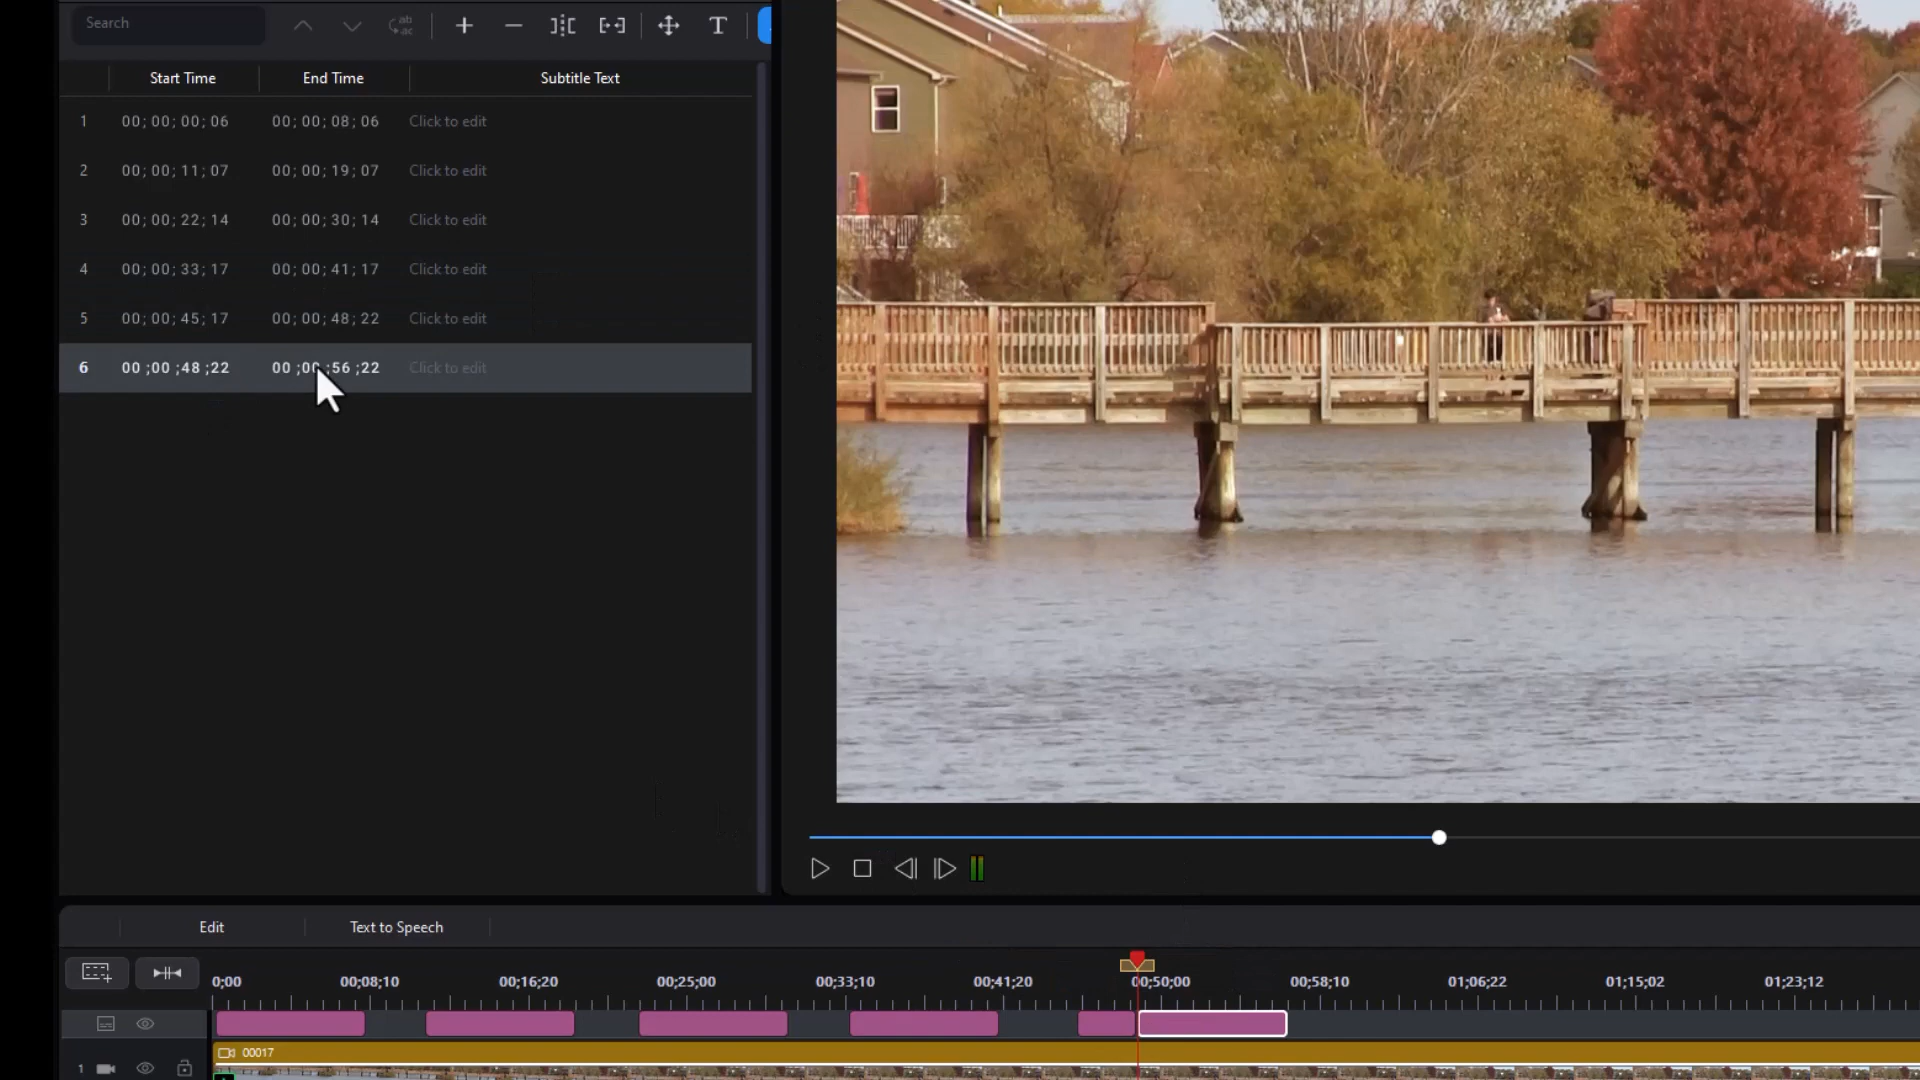 Search
ab
ac
T
Start Time End Time Subtitle Text
1 00; 00; 00; 06 00; 00; 08; 06 Click to edit
2 00; 00; 11; 07 00; 00; 19; 07 Click to edit
3 00; 00; 22; 14 00; 00; 30; 14 Click to edit
4 00; 00; 33; 17 00; 00; 41; 17 Click to edit
5 00; 00; 45; 17 00; 00; 48; 22 Click to edit
6 00 ;00 ;48 ;22 00 ;00 ;56 ;22 Click to edit
Edit Text to Speech
0;00 00;08;10 00;16;20 00;25;00 00;33;10 00;41;20 00;50;00 00;58;10 01;06;22 01;15;02 01;23;12
00017
1